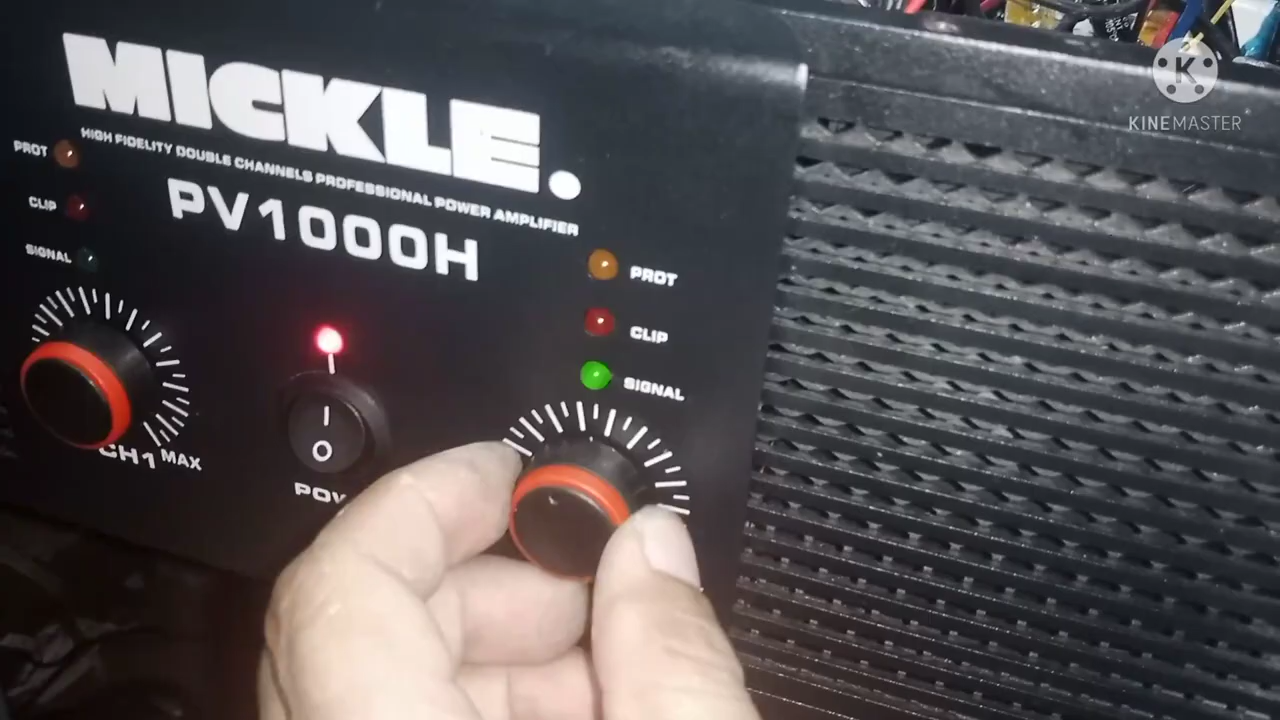 MICKLE.
HIGH FIDELITY DOUBLE CHANNELS PROFESSIONAL POWER AMPLIFIER
PV1000H
PROT
CLIP
SIGNAL
CH1 MAX
I
O
POW
PROT
CLIP
SIGNAL
K
KINEMASTER